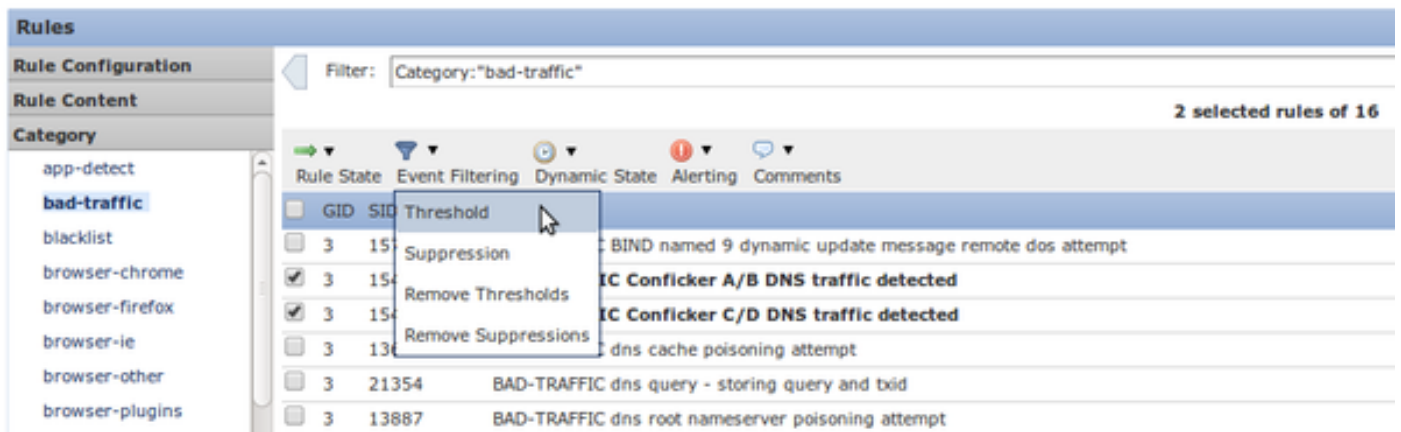 Rules
Rule Configuration
Rule Content
Category
app-detect
bad-traffic
blacklist
browser-chrome
browser-firefox
browser-ie
browser-other
browser-plugins
Filter: Category:"bad-traffic"
2 selected rules of 16
Rule State Event Filtering Dynamic State Alerting Comments
GID SID
Threshold
Suppression
Remove Thresholds
Remove Suppressions
3 15 BIND named 9 dynamic update message remote dos attempt
3 154 IC Conficker A/B DNS traffic detected
3 154 IC Conficker C/D DNS traffic detected
3 13 C dns cache poisoning attempt
3 21354 BAD-TRAFFIC dns query - storing query and txid
3 13887 BAD-TRAFFIC dns root nameserver poisoning attempt